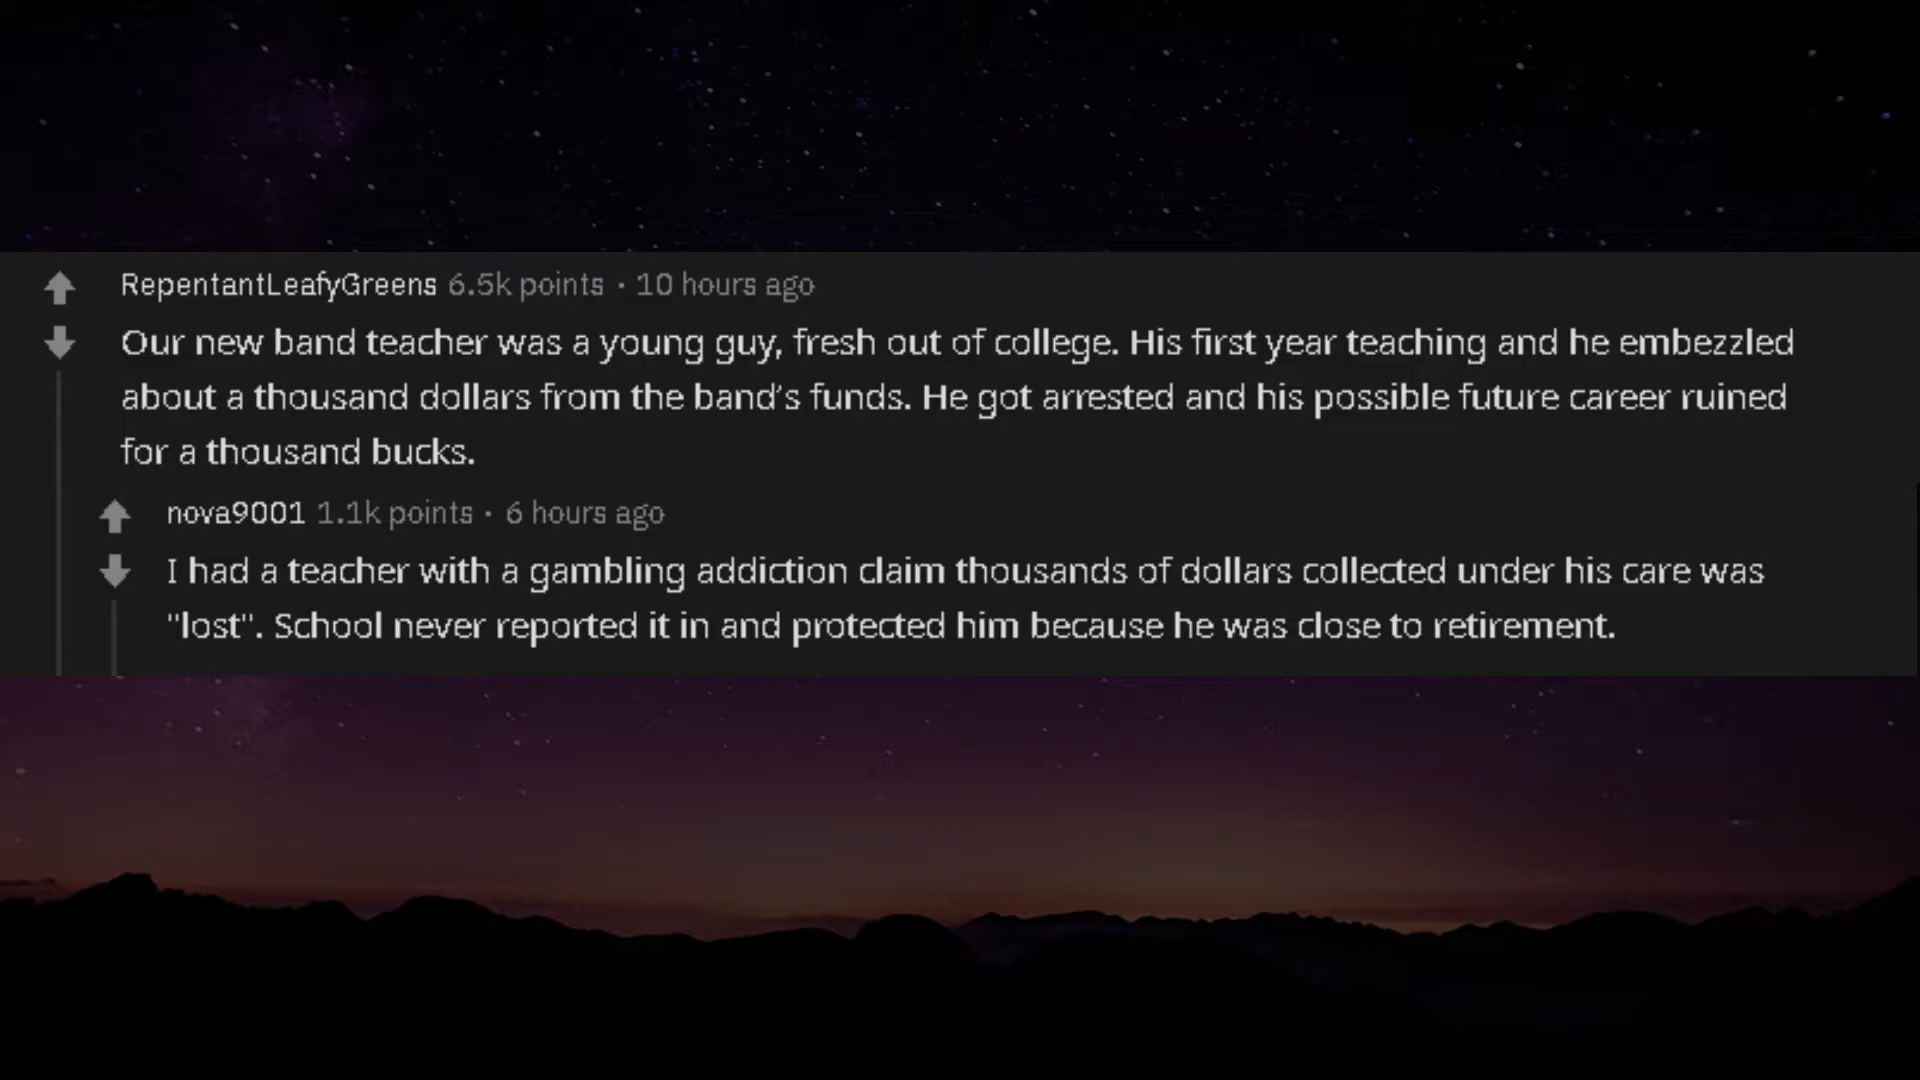 RepentantLeafyGreens 6.5k points · 10 hours ago
Our new band teacher was a young guy, fresh out of college. His first year teaching and he embezzled
about a thousand dollars from the band's funds. He got arrested and his possible future career ruined
for a thousand bucks.
nova9001 1.1k points · 6 hours ago
I had a teacher with a gambling addiction claim thousands of dollars collected under his care was
"lost". School never reported it in and protected him because he was close to retirement.